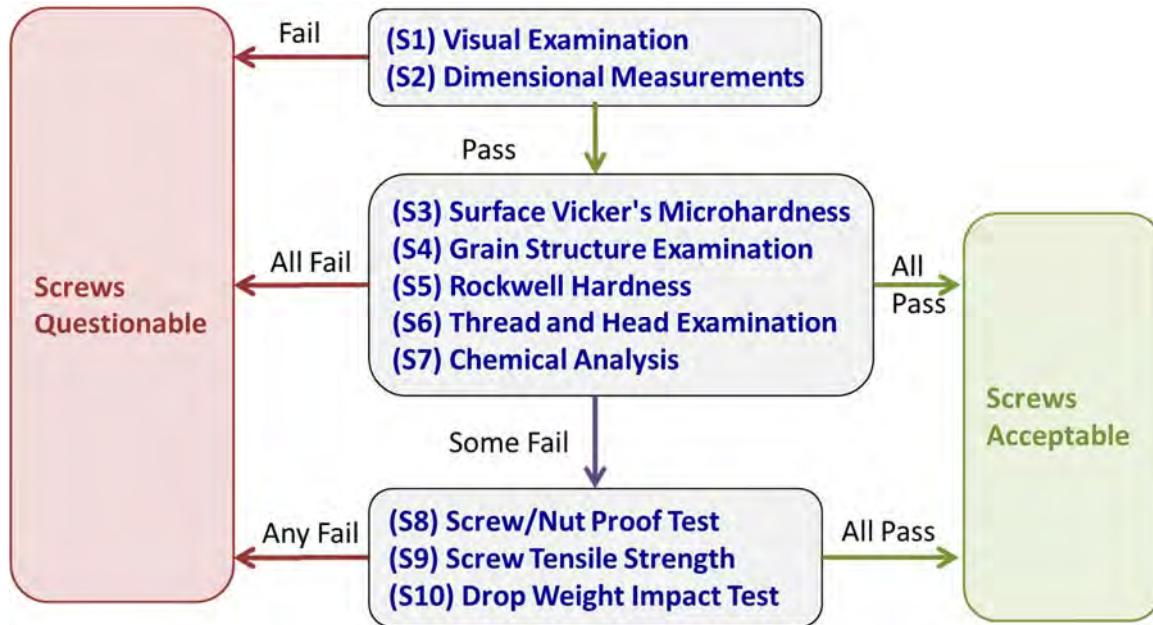 Fail
(S1) Visual Examination
(S2) Dimensional Measurements
Pass
(S3) Surface Vicker's Microhardness
(S4) Grain Structure Examination
(S5) Rockwell Hardness
(S6) Thread and Head Examination
(S7) Chemical Analysis
All Fail
All
Pass
Screws
Questionable
Screws
Acceptable
Some Fail
(S8) Screw/Nut Proof Test
(S9) Screw Tensile Strength
(S10) Drop Weight Impact Test
Any Fail
All Pass